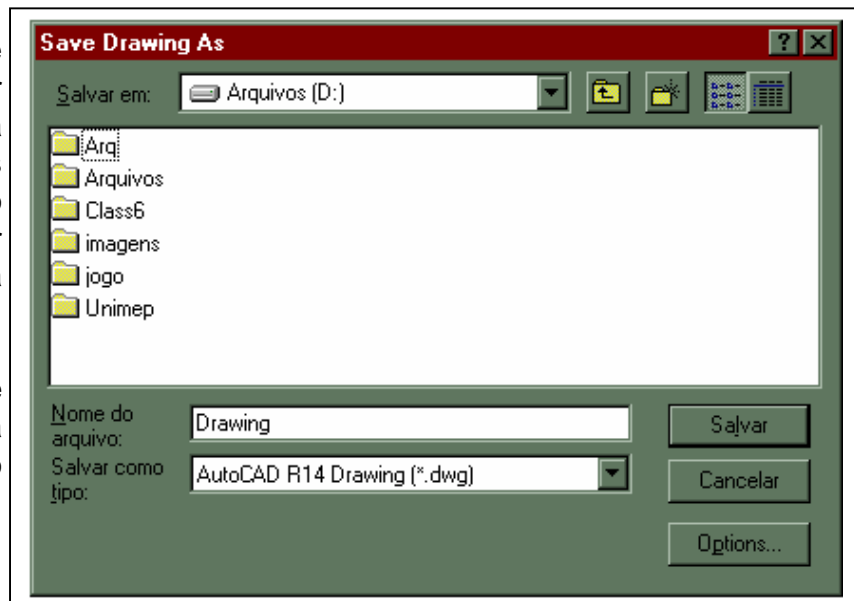 Save Drawing As
Salvar em: Arquivos (D:)
Arq
Arquivos
Class6
imagens
jogo
Unimep
Nome do arquivo: Drawing
Salvar
Salvar como tipo: AutoCAD R14 Drawing (*.dwg)
Cancelar
Options...